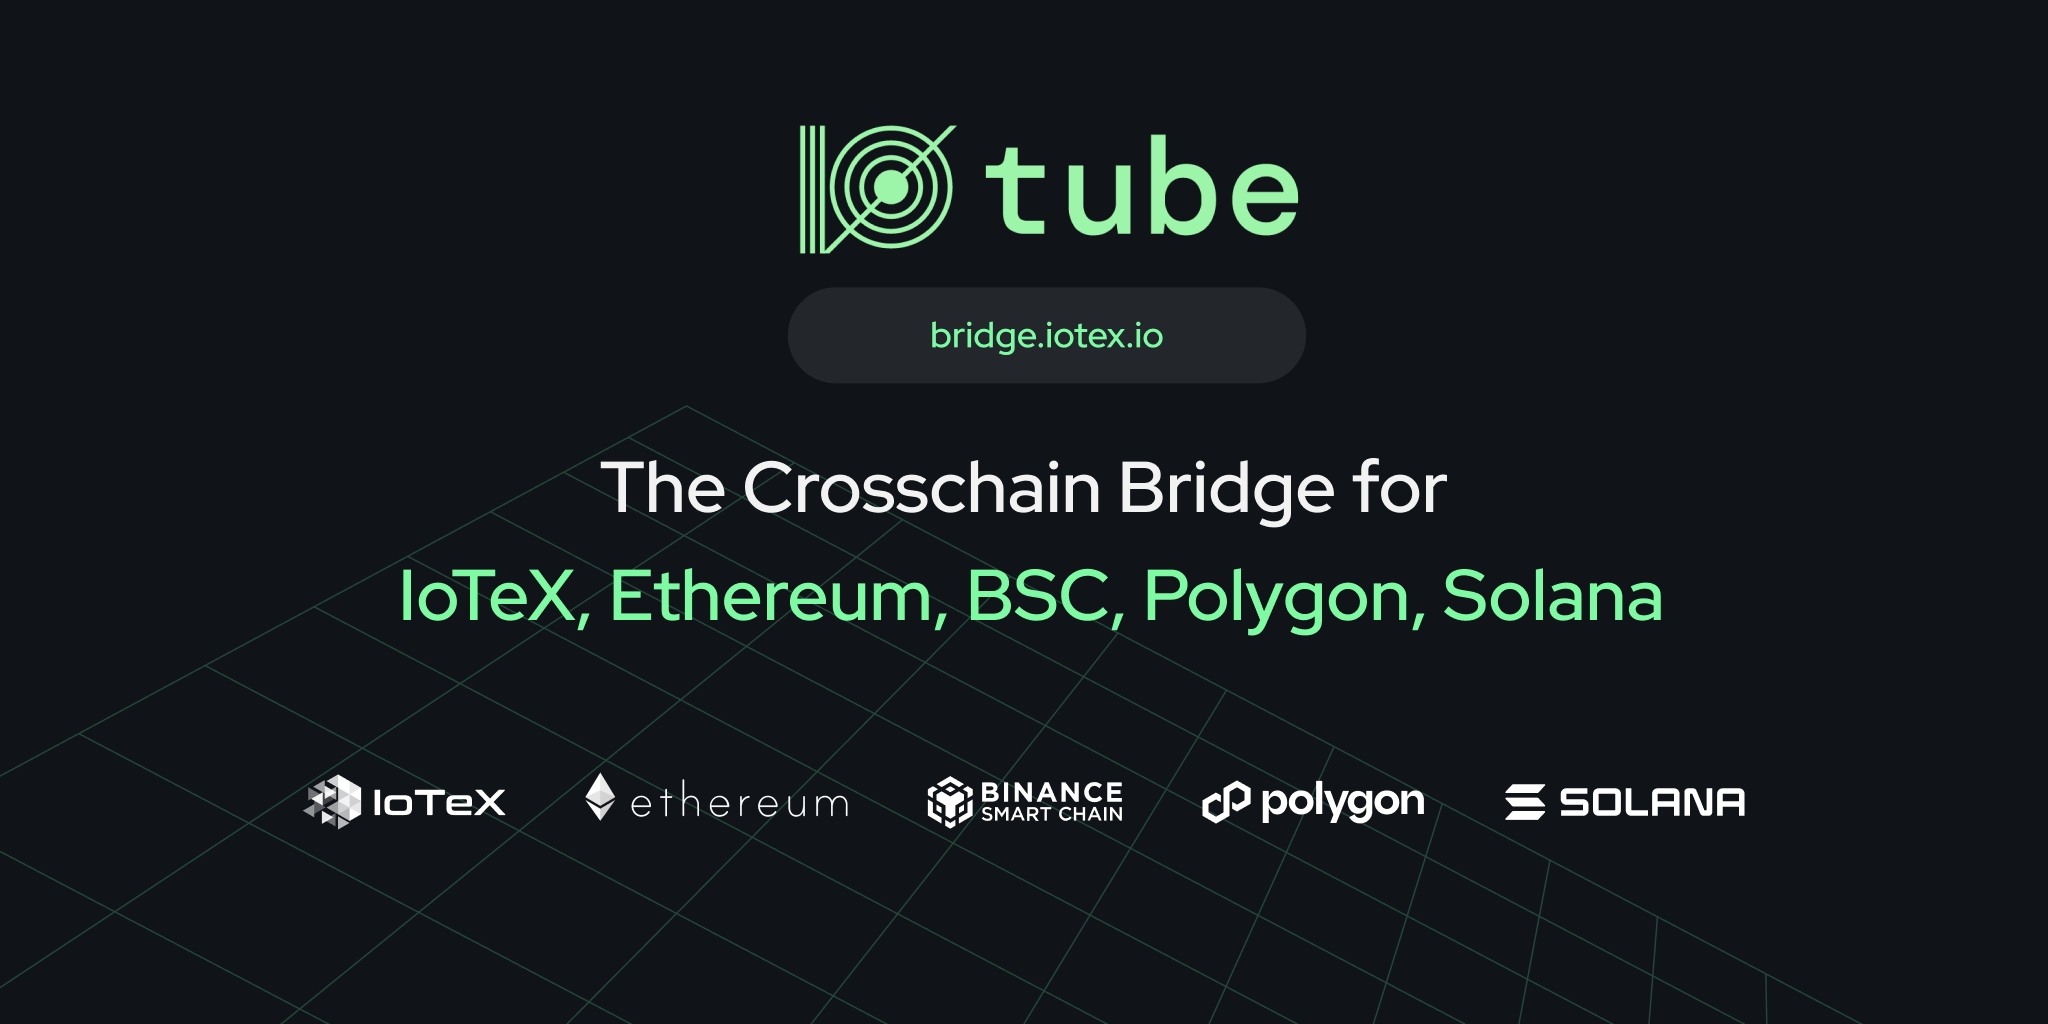 io tube
bridge.iotex.io
The Crosschain Bridge for
IoTeX, Ethereum, BSC, Polygon, Solana
IoTeX
ethereum
BINANCE
SMART CHAIN
polygon
SOLANA